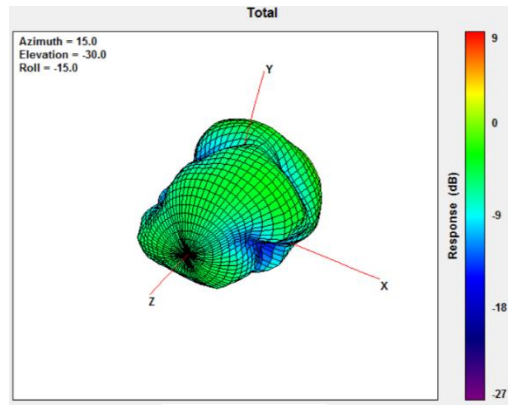 Total
Azimuth = 15.0
Elevation = -30.0
Roll = -15.0
Y
X
Z
9
0
-9
-18
-27
Response (dB)